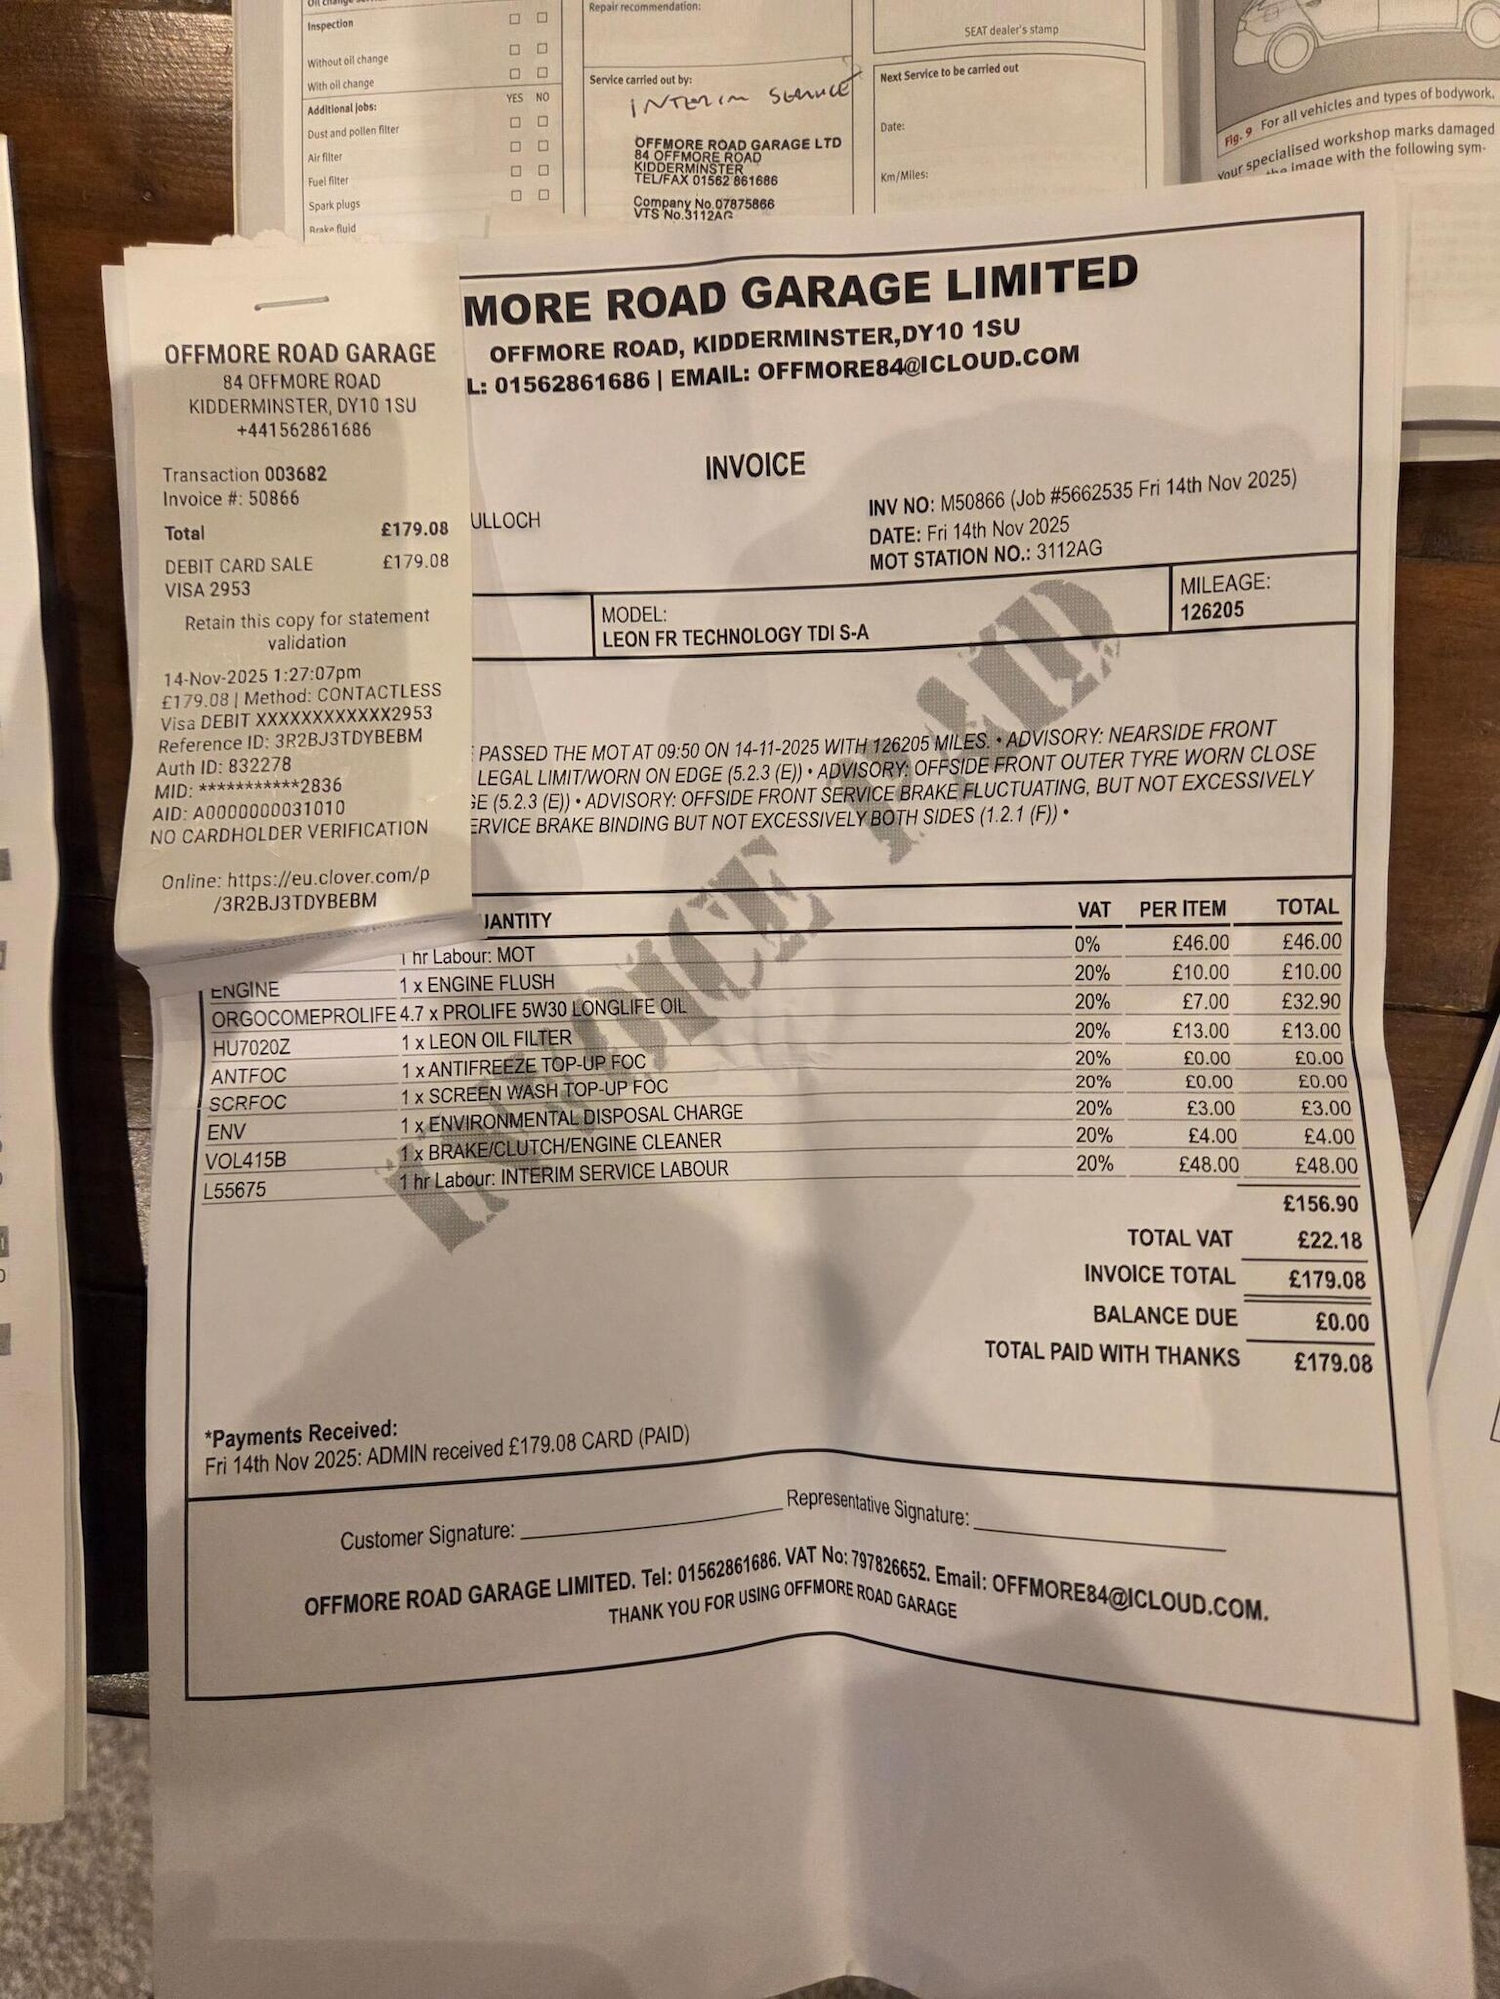 Inspection
Without oil change
With oil change
Additional jobs: YES NO
Dust and pollen filter
Air filter
Fuel filter
Spark plugs
Brake fluid
Repair recommendation:
Service carried out by:
INTERIM SERVICE
OFFMORE ROAD GARAGE LTD
84 OFFMORE ROAD
KIDDERMINSTER
TEL/FAX 01562 861686
Company No.07875866
VTS No.3112AG
SEAT dealer's stamp
Next Service to be carried out
Date:
Km/Miles:
Fig. 9 For all vehicles and types of bodywork.
your specialised workshop marks damaged
the image with the following sym-
OFFMORE ROAD GARAGE
84 OFFMORE ROAD
KIDDERMINSTER, DY10 1SU
+441562861686
Transaction 003682
Invoice #: 50866
Total £179.08
DEBIT CARD SALE £179.08
VISA 2953
Retain this copy for statement
validation
14-Nov-2025 1:27:07pm
£179.08 | Method: CONTACTLESS
Visa DEBIT XXXXXXXXXXXX2953
Reference ID: 3R2BJ3TDYBEBM
Auth ID: 832278
MID: ***********2836
AID: A0000000031010
NO CARDHOLDER VERIFICATION
Online: https://eu.clover.com/p
/3R2BJ3TDYBEBM
MORE ROAD GARAGE LIMITED
OFFMORE ROAD, KIDDERMINSTER,DY10 1SU
L: 01562861686 | EMAIL: OFFMORE84@ICLOUD.COM
INVOICE
ULLOCH
INV NO: M50866 (Job #5662535 Fri 14th Nov 2025)
DATE: Fri 14th Nov 2025
MOT STATION NO.: 3112AG
MODEL:
LEON FR TECHNOLOGY TDI S-A
MILEAGE:
126205
PASSED THE MOT AT 09:50 ON 14-11-2025 WITH 126205 MILES. • ADVISORY: NEARSIDE FRONT
LEGAL LIMIT/WORN ON EDGE (5.2.3 (E)) • ADVISORY: OFFSIDE FRONT OUTER TYRE WORN CLOSE
GE (5.2.3 (E)) • ADVISORY: OFFSIDE FRONT SERVICE BRAKE FLUCTUATING, BUT NOT EXCESSIVELY
ERVICE BRAKE BINDING BUT NOT EXCESSIVELY BOTH SIDES (1.2.1 (F)) •
INVOICE PAID
UANTITY VAT PER ITEM TOTAL
1 hr Labour: MOT 0% £46.00 £46.00
ENGINE 1 x ENGINE FLUSH 20% £10.00 £10.00
ORGOCOMEPROLIFE 4.7 x PROLIFE 5W30 LONGLIFE OIL 20% £7.00 £32.90
HU7020Z 1 x LEON OIL FILTER 20% £13.00 £13.00
ANTFOC 1 x ANTIFREEZE TOP-UP FOC 20% £0.00 £0.00
SCRFOC 1 x SCREEN WASH TOP-UP FOC 20% £0.00 £0.00
ENV 1 x ENVIRONMENTAL DISPOSAL CHARGE 20% £3.00 £3.00
VOL415B 1 x BRAKE/CLUTCH/ENGINE CLEANER 20% £4.00 £4.00
L55675 1 hr Labour: INTERIM SERVICE LABOUR 20% £48.00 £48.00
£156.90
TOTAL VAT £22.18
INVOICE TOTAL £179.08
BALANCE DUE £0.00
TOTAL PAID WITH THANKS £179.08
*Payments Received:
Fri 14th Nov 2025: ADMIN received £179.08 CARD (PAID)
Customer Signature: Representative Signature:
OFFMORE ROAD GARAGE LIMITED. Tel: 01562861686. VAT No: 797826652. Email: OFFMORE84@ICLOUD.COM.
THANK YOU FOR USING OFFMORE ROAD GARAGE